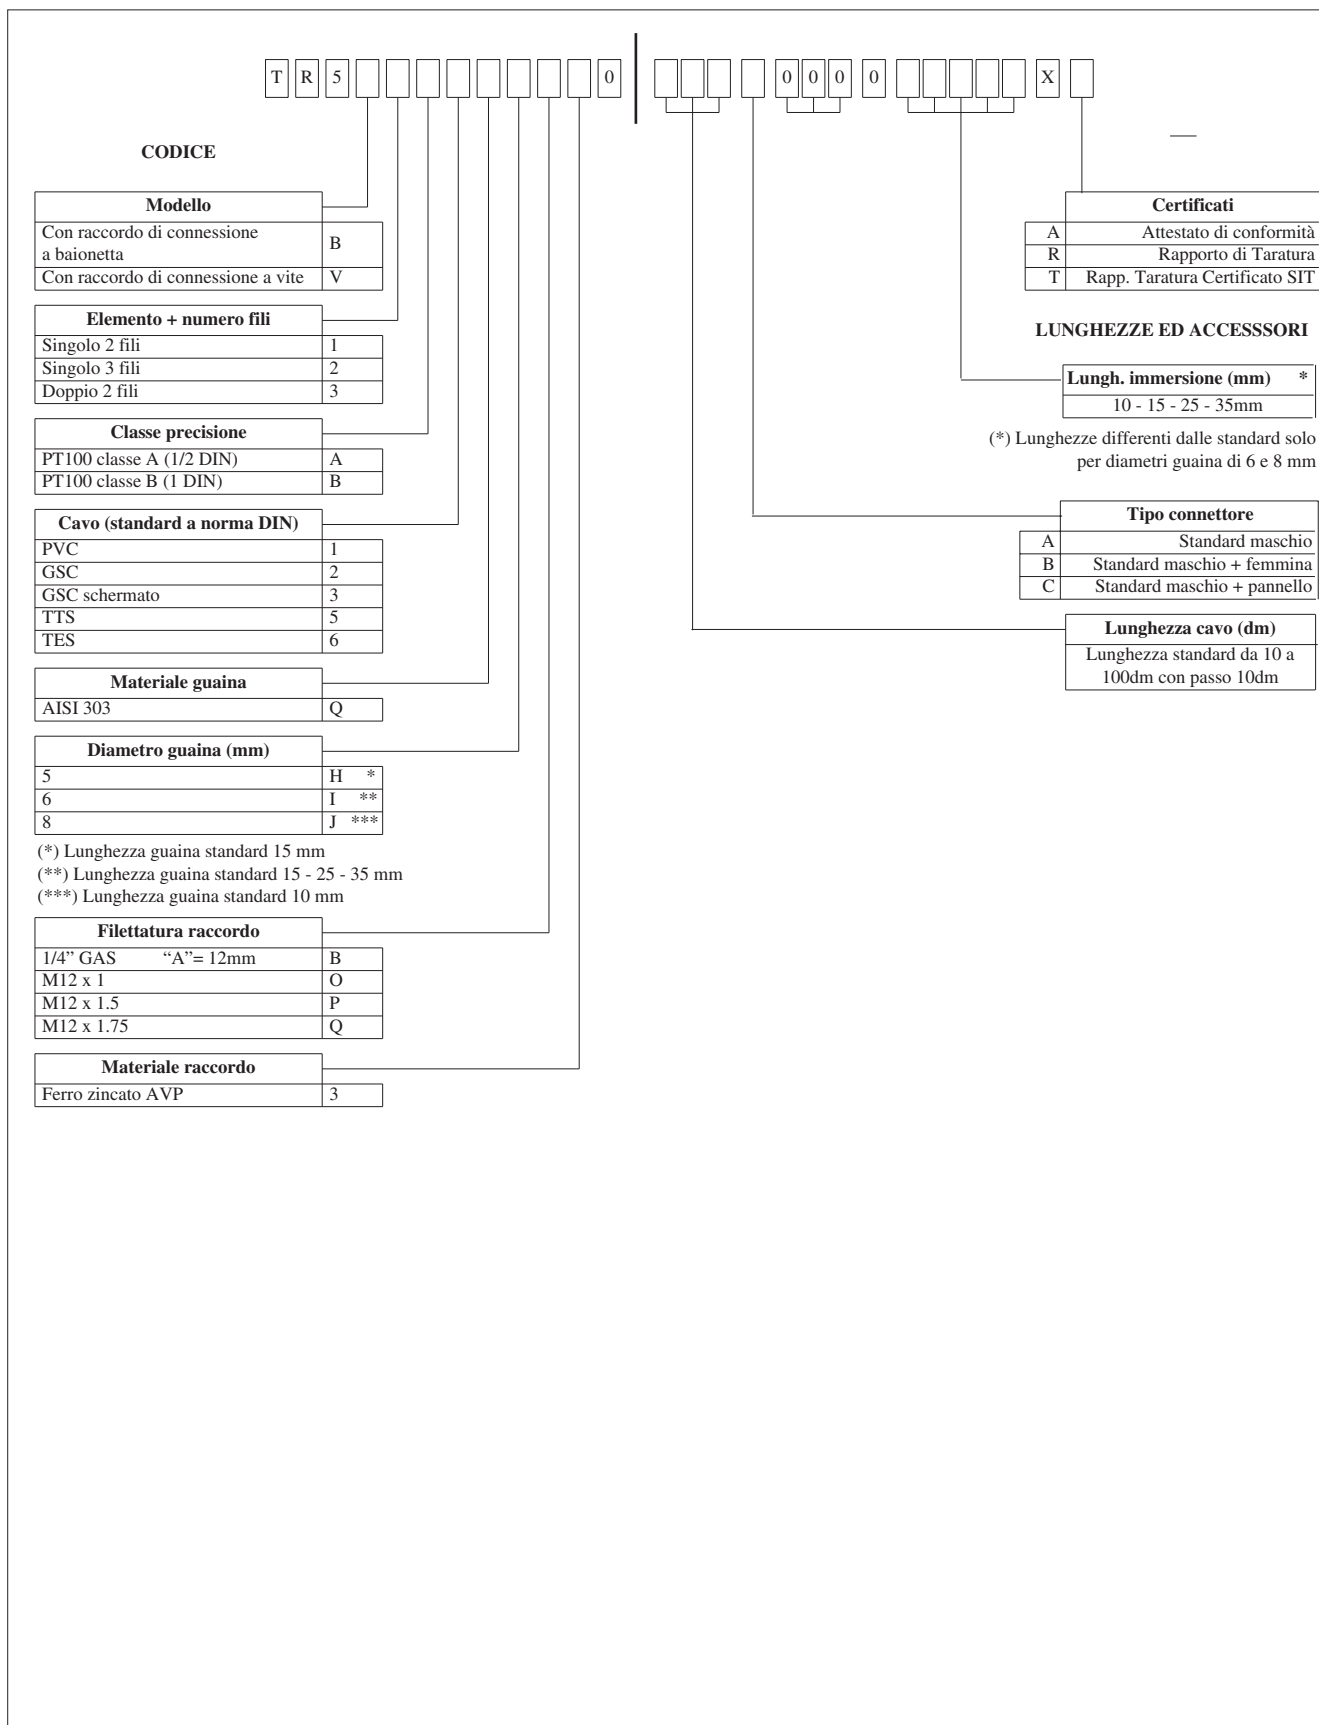 T R 5 0 0 0 0 0 X
CODICE
Modello
Con raccordo di connessione
a baionetta B
Con raccordo di connessione a vite V
Elemento + numero fili
Singolo 2 fili 1
Singolo 3 fili 2
Doppio 2 fili 3
Classe precisione
PT100 classe A (1/2 DIN) A
PT100 classe B (1 DIN) B
Cavo (standard a norma DIN)
PVC 1
GSC 2
GSC schermato 3
TTS 5
TES 6
Materiale guaina
AISI 303 Q
Diametro guaina (mm)
5 H *
6 I **
8 J ***
(*) Lunghezza guaina standard 15 mm
(**) Lunghezza guaina standard 15 - 25 - 35 mm
(***) Lunghezza guaina standard 10 mm
Filettatura raccordo
1/4” GAS “A”= 12mm B
M12 x 1 O
M12 x 1.5 P
M12 x 1.75 Q
Materiale raccordo
Ferro zincato AVP 3
Certificati
A Attestato di conformità
R Rapporto di Taratura
T Rapp. Taratura Certificato SIT
LUNGHEZZE ED ACCESSSORI
Lungh. immersione (mm) *
10 - 15 - 25 - 35mm
(*) Lunghezze differenti dalle standard solo
per diametri guaina di 6 e 8 mm
Tipo connettore
A Standard maschio
B Standard maschio + femmina
C Standard maschio + pannello
Lunghezza cavo (dm)
Lunghezza standard da 10 a
100dm con passo 10dm